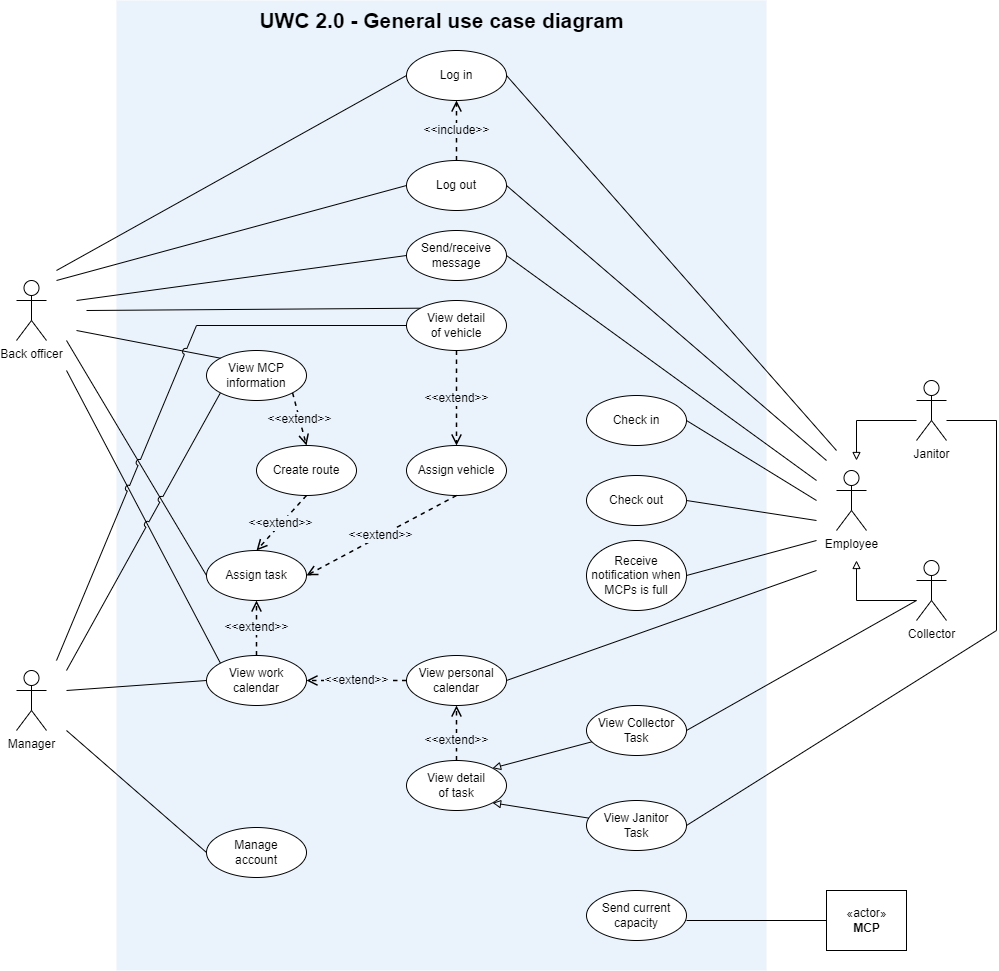 UWC 2.0 - General use case diagram
Log in
<<include>>
Log out
Send/receive
message
View detail
of vehicle
Back officer
View MCP
information
<<extend>>
<<extend>>
Check in
Janitor
Create route
Assign vehicle
Check out
<<extend>>
<<extend>>
Employee
Receive
notification when
MCPs is full
Assign task
<<extend>>
Collector
View work
calendar
<<extend>>
View personal
calendar
Manager
View Collector
Task
<<extend>>
View detail
of task
View Janitor
Task
Manage
account
Send current
capacity
«actor»
MCP